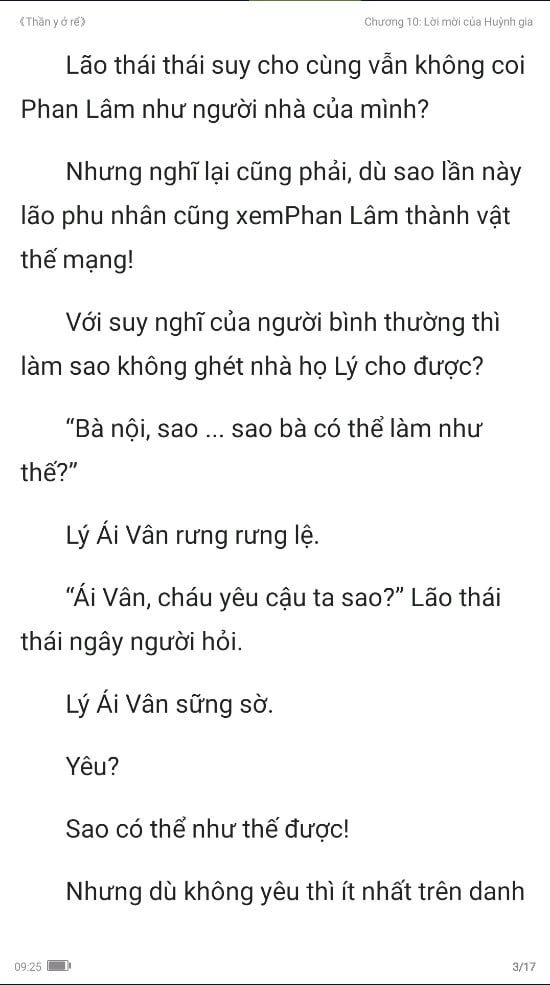 《Thần y ở rể》 Chương 10: Lời mời của Huỳnh gia
Lão thái thái suy cho cùng vẫn không coi
Phan Lâm như người nhà của mình?
Nhưng nghĩ lại cũng phải, dù sao lần này
lão phu nhân cũng xemPhan Lâm thành vật
thế mạng!
Với suy nghĩ của người bình thường thì
làm sao không ghét nhà họ Lý cho được?
“Bà nội, sao ... sao bà có thể làm như
thế?”
Lý Ái Vân rưng rưng lệ.
“Ái Vân, cháu yêu cậu ta sao?” Lão thái
thái ngây người hỏi.
Lý Ái Vân sững sờ.
Yêu?
Sao có thể như thế được!
Nhưng dù không yêu thì ít nhất trên danh
09:25 3/17